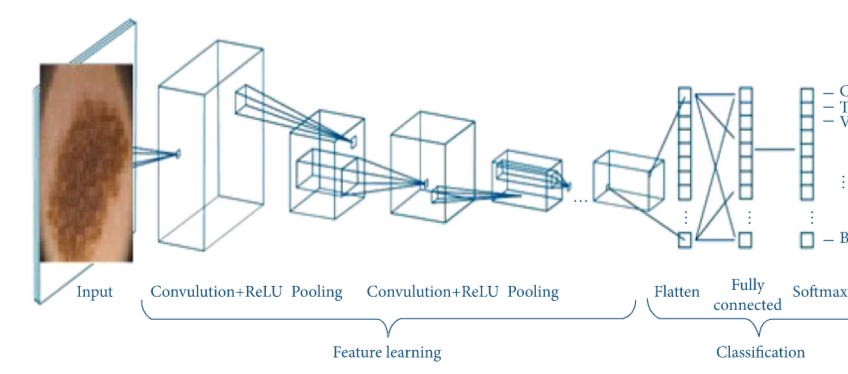 C
T
V
B
Input
Convulution+ReLU
Pooling
Convulution+ReLU
Pooling
...
Flatten
Fully
connected
Softmax
Feature learning
Classification